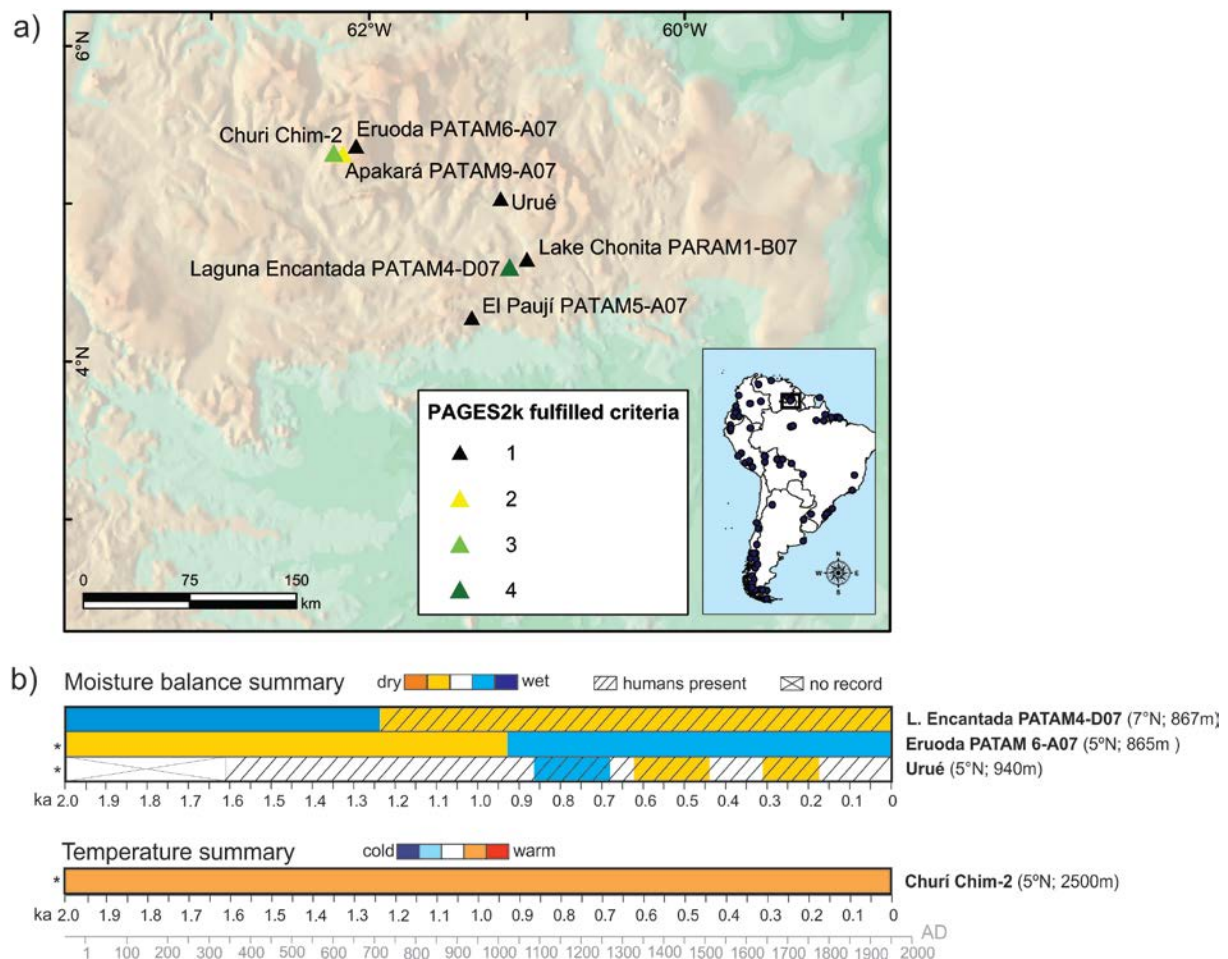 a)
62°W 60°W
6°N
Churi Chim-2 Eruoda PATAM6-A07
Apakará PATAM9-A07
Urué
Lake Chonita PARAM1-B07
Laguna Encantada PATAM4-D07
El Paují PATAM5-A07
4°N
PAGES2k fulfilled criteria
1
2
3
4
0 75 150
km
N
W E
S
b) Moisture balance summary dry wet humans present no record
L. Encantada PATAM4-D07 (7°N; 867m)
* Eruoda PATAM 6-A07 (5ºN; 865m )
* Urué (5°N; 940m)
ka 2.0 1.9 1.8 1.7 1.6 1.5 1.4 1.3 1.2 1.1 1.0 0.9 0.8 0.7 0.6 0.5 0.4 0.3 0.2 0.1 0
Temperature summary cold warm
* Churí Chim-2 (5ºN; 2500m)
ka 2.0 1.9 1.8 1.7 1.6 1.5 1.4 1.3 1.2 1.1 1.0 0.9 0.8 0.7 0.6 0.5 0.4 0.3 0.2 0.1 0
AD
1 100 200 300 400 500 600 700 800 900 1000 1100 1200 1300 1400 1500 1600 1700 1800 1900 2000